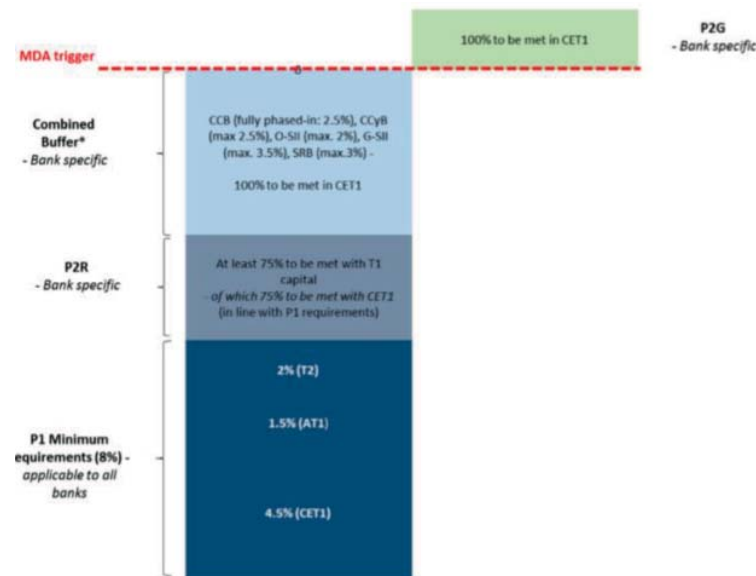 100% to be met in CET1
P2G
- Bank specific
MDA trigger
Combined
Buffer*
- Bank specific
CCB (fully phased-in: 2.5%), CCyB
(max 2.5%), O-SII (max. 2%), G-SII
(max. 3.5%), SRB (max.3%) -
100% to be met in CET1
P2R
- Bank specific
At least 75% to be met with T1
capital
- of which 75% to be met with CET1
(in line with P1 requirements)
P1 Minimum
equirements (8%) -
applicable to all
banks
2% (T2)
1.5% (AT1)
4.5% (CET1)